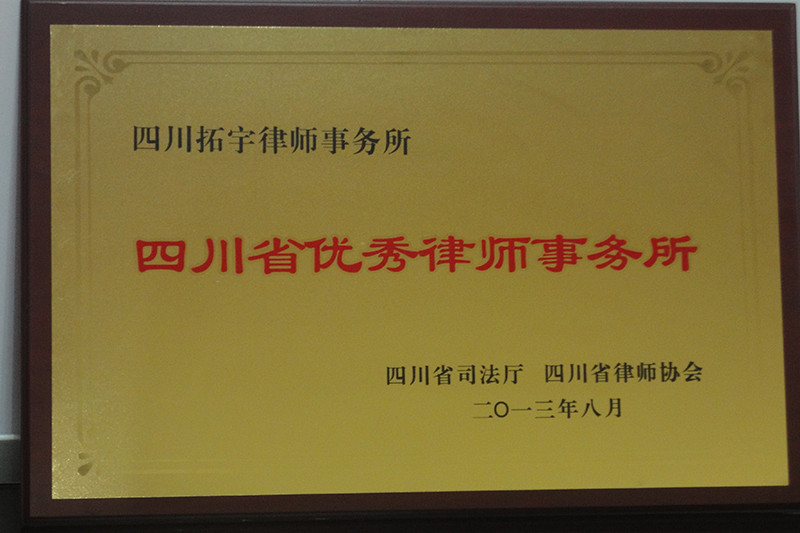 四川拓宇律师事务所
四川省优秀律师事务所
四川省司法厅 四川省律师协会
二〇一三年八月